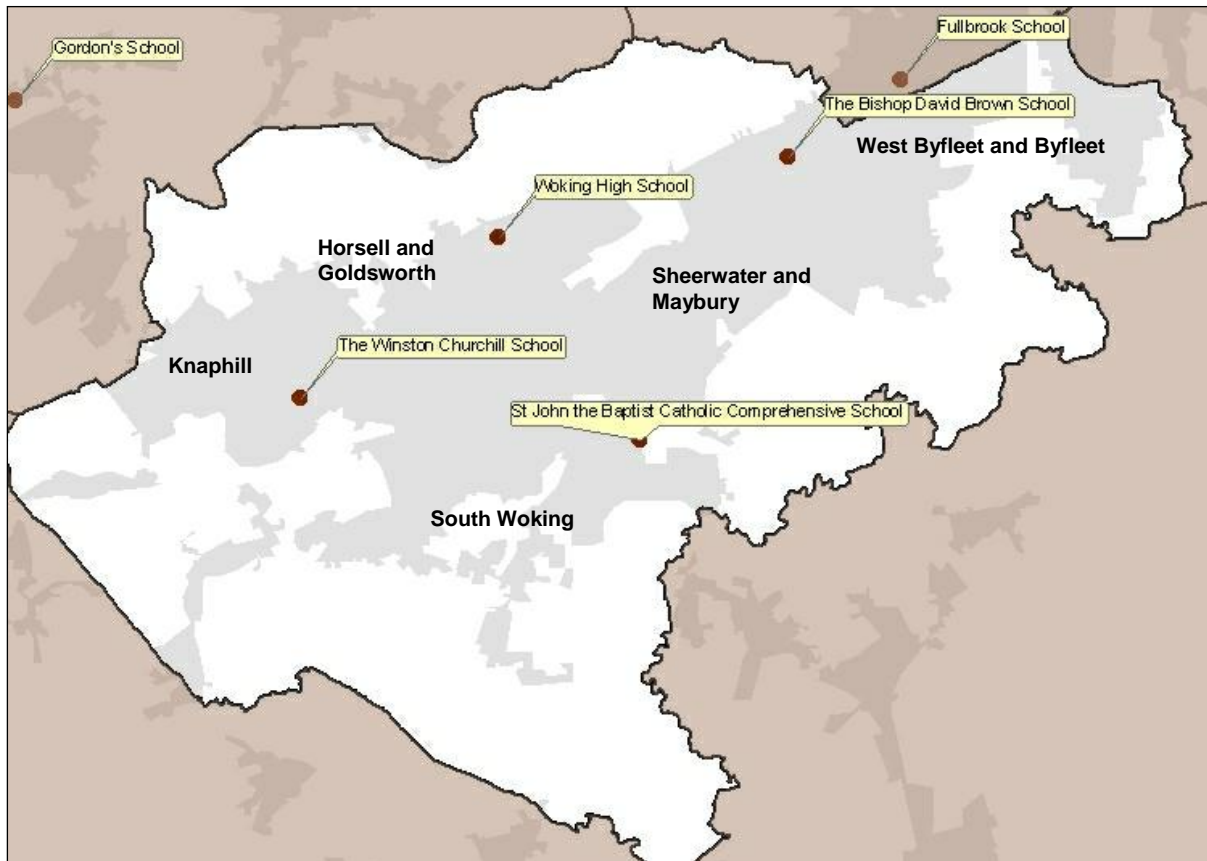 Fullbrook School
Gordon's School
The Bishop David Brown School
West Byfleet and Byfleet
Woking High School
Horsell and
Goldsworth
Sheerwater and
Maybury
The Winston Churchill School
Knaphill
St John the Baptist Catholic Comprehensive School
South Woking